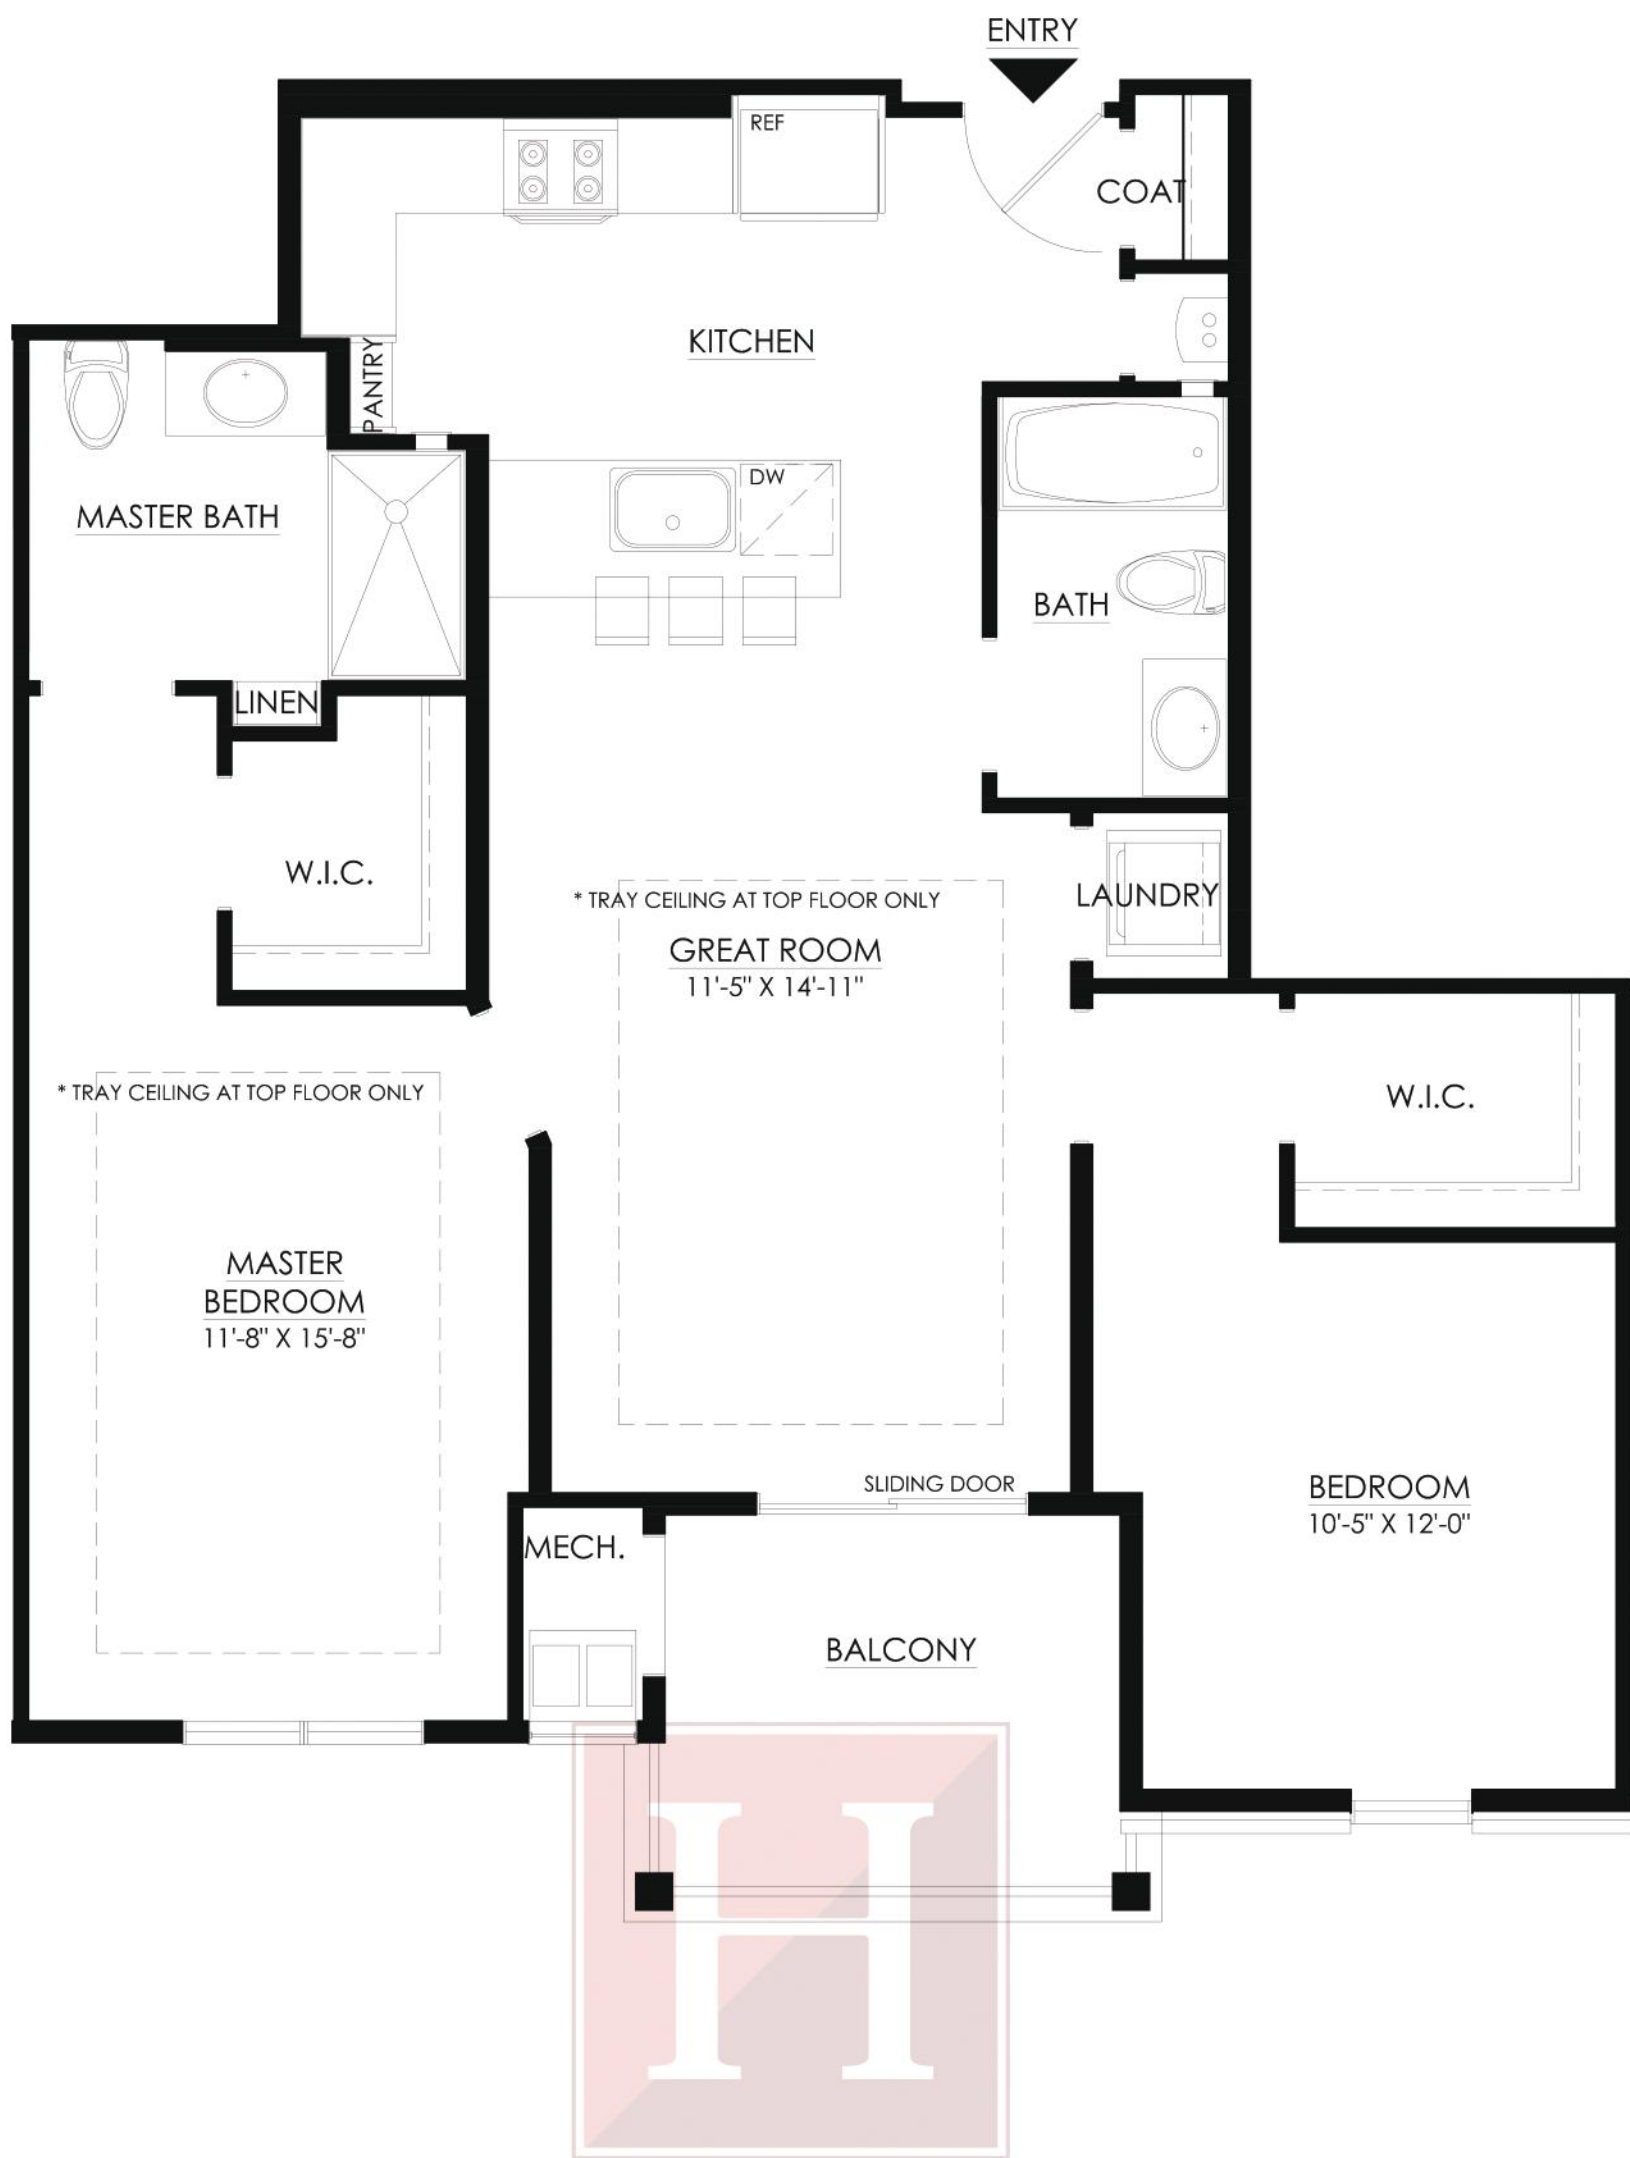 ENTRY
REF
COAT
KITCHEN
PANTRY
MASTER BATH
DW
BATH
LINEN
W.I.C.
LAUNDRY
* TRAY CEILING AT TOP FLOOR ONLY
GREAT ROOM
11'-5" X 14'-11"
* TRAY CEILING AT TOP FLOOR ONLY
W.I.C.
MASTER
BEDROOM
11'-8" X 15'-8"
SLIDING DOOR
BEDROOM
10'-5" X 12'-0"
MECH.
BALCONY
H